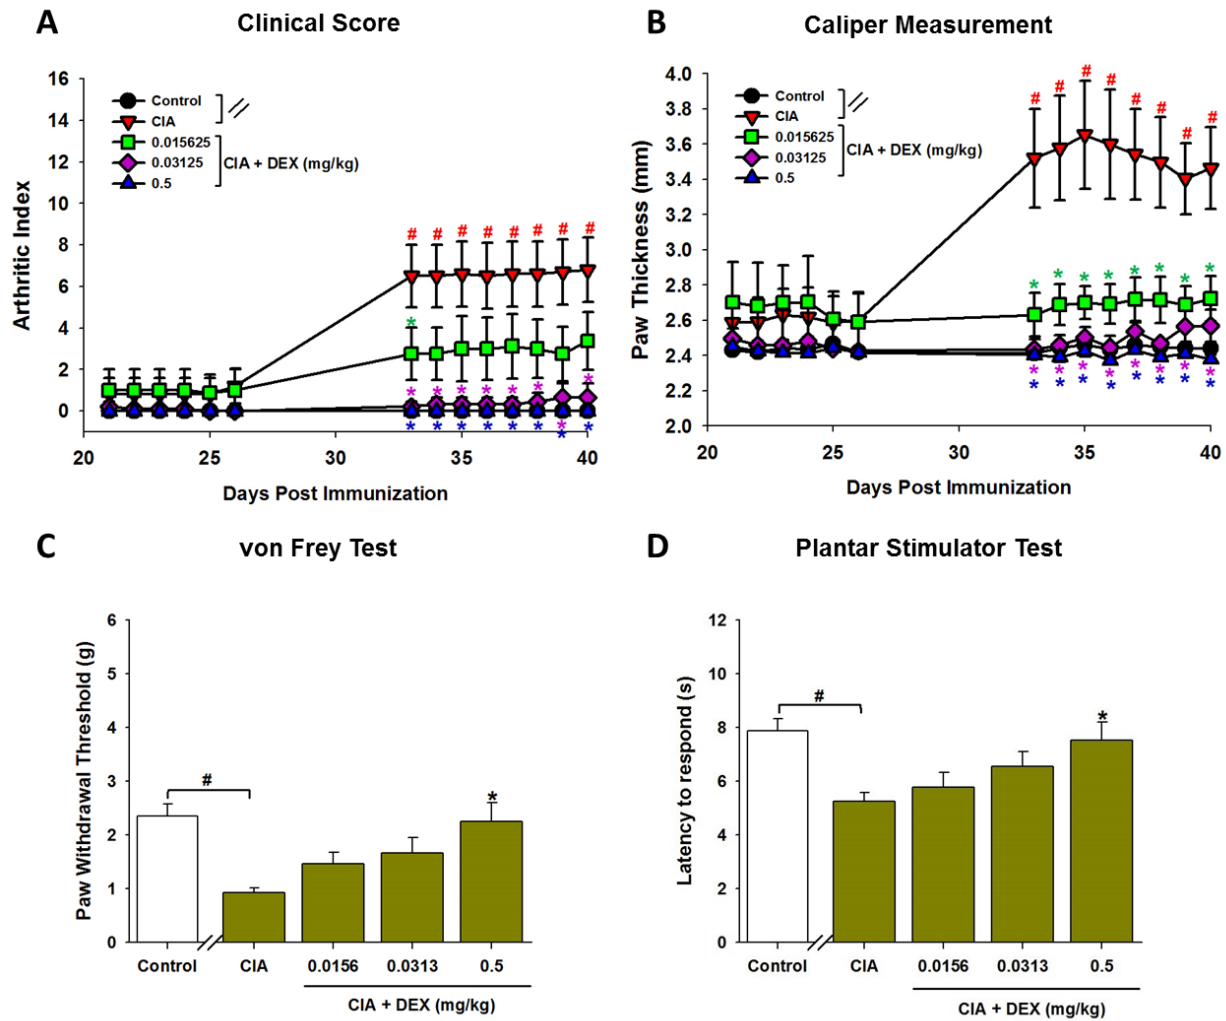 A
Clinical Score
Arthritic Index
16
14
12
10
8
6
4
2
0
Control
CIA
0.015625
0.03125
0.5
CIA + DEX (mg/kg)
# # # # # # # #
*
* * * * * * *
* * * * * * * *
*
20 25 30 35 40
Days Post Immunization
B
Caliper Measurement
Paw Thickness (mm)
4.0
3.8
3.6
3.4
3.2
3.0
2.8
2.6
2.4
2.2
2.0
Control
CIA
0.015625
0.03125
0.5
CIA + DEX (mg/kg)
# # # # # # # #
* * * * * * * *
* * * * * * * *
* * * * * * * *
20 25 30 35 40
Days Post Immunization
C
von Frey Test
Paw Withdrawal Threshold (g)
6
5
4
3
2
1
0
#
*
Control CIA 0.0156 0.0313 0.5
CIA + DEX (mg/kg)
D
Plantar Stimulator Test
Latency to respond (s)
12
10
8
6
4
2
0
#
*
Control CIA 0.0156 0.0313 0.5
CIA + DEX (mg/kg)